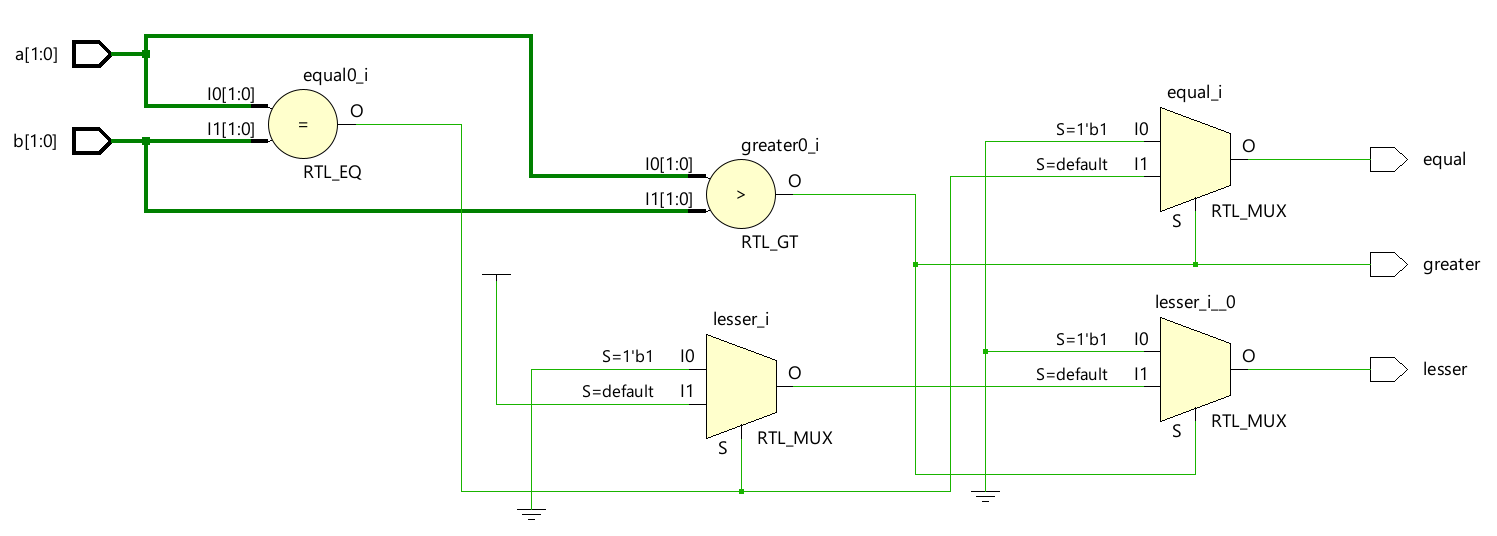 a[1:0]
b[1:0]
equal0_i
I0[1:0]
I1[1:0]
=
O
RTL_EQ
greater0_i
I0[1:0]
I1[1:0]
>
O
RTL_GT
lesser_i
S=1'b1 I0
S=default I1
O
S
RTL_MUX
equal_i
S=1'b1 I0
S=default I1
O
S
RTL_MUX
lesser_i__0
S=1'b1 I0
S=default I1
O
S
RTL_MUX
equal
greater
lesser